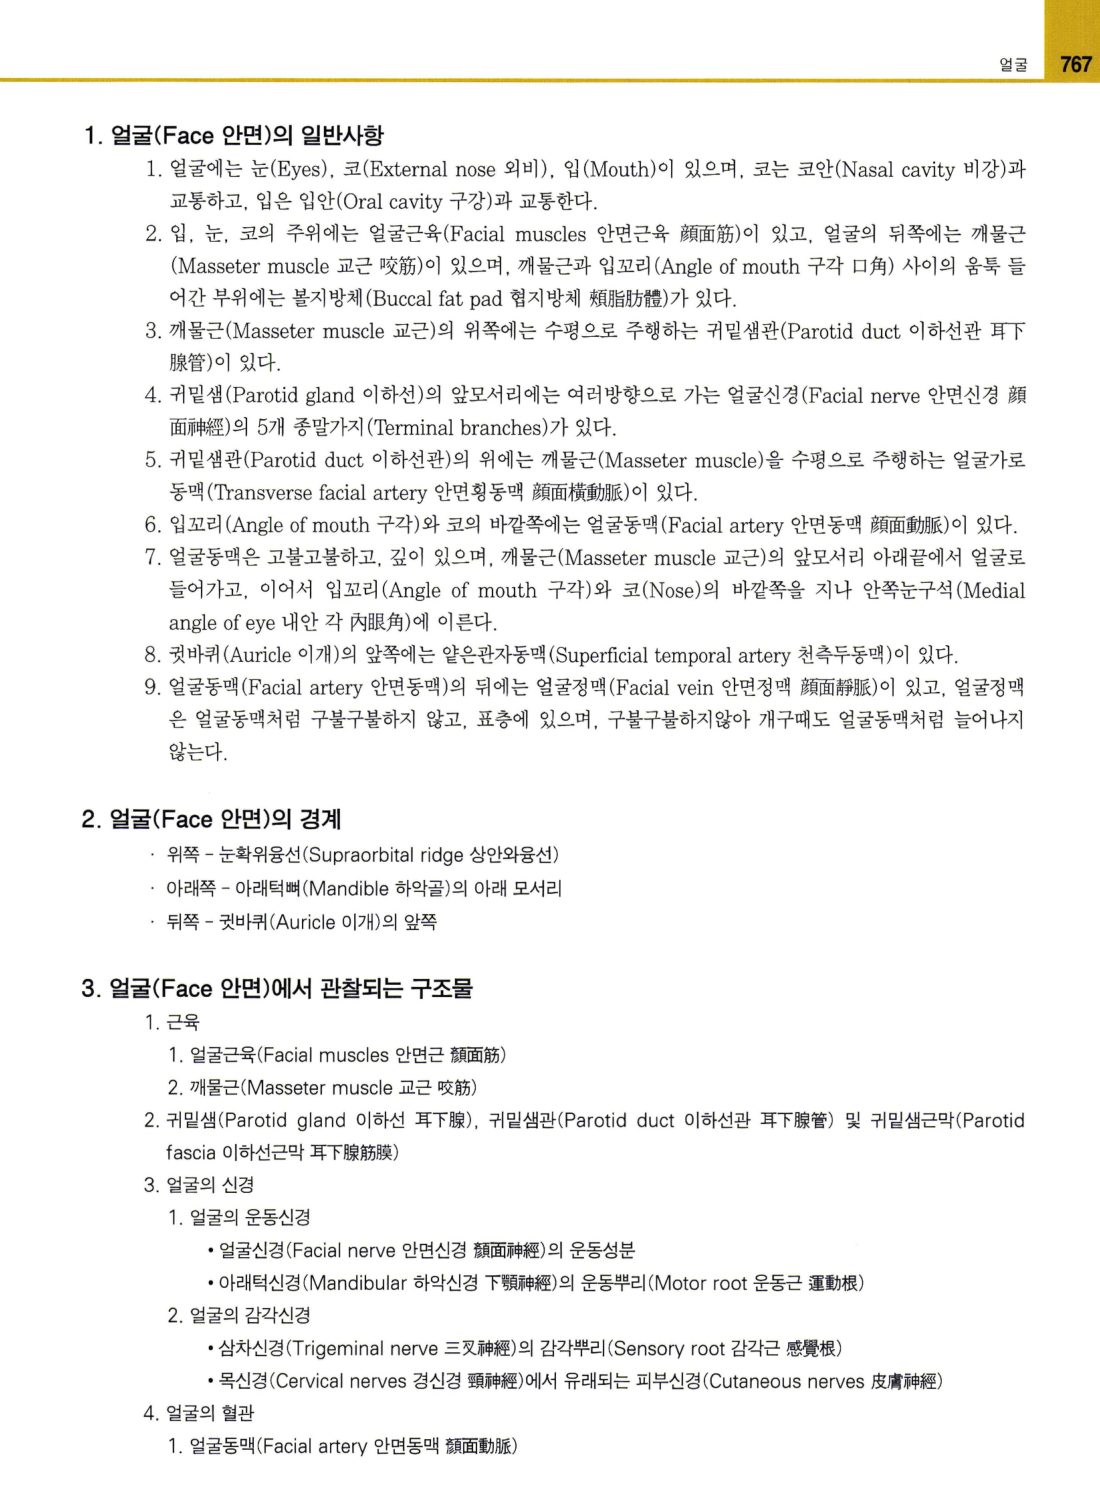 얼굴 767
1. 얼굴(Face 안면)의 일반사항
1. 얼굴에는 눈(Eyes), 코(External nose 외비), 입(Mouth)이 있으며, 코는 코안(Nasal cavity 비강)과
교통하고, 입은 입안(Oral cavity 구강)과 교통한다.
2. 입, 눈, 코의 주위에는 얼굴근육(Facial muscles 안면근육 顔面筋)이 있고, 얼굴의 뒤쪽에는 깨물근
(Masseter muscle 교근 咬筋)이 있으며, 깨물근과 입꼬리(Angle of mouth 구각 口角) 사이의 움푹 들
어간 부위에는 볼지방체(Buccal fat pad 협지방체 頰脂肪體)가 있다.
3. 깨물근(Masseter muscle 교근)의 위쪽에는 수평으로 주행하는 귀밑샘관(Parotid duct 이하선관 耳下
腺管)이 있다.
4. 귀밑샘(Parotid gland 이하선)의 앞모서리에는 여러방향으로 가는 얼굴신경(Facial nerve 안면신경 顔
面神經)의 5개 종말가지(Terminal branches)가 있다.
5. 귀밑샘관(Parotid duct 이하선관)의 위에는 깨물근(Masseter muscle)을 수평으로 주행하는 얼굴가로
동맥(Transverse facial artery 안면횡동맥 顔面橫動脈)이 있다.
6. 입꼬리(Angle of mouth 구각)와 코의 바깥쪽에는 얼굴동맥(Facial artery 안면동맥 顔面動脈)이 있다.
7. 얼굴동맥은 고불고불하고, 깊이 있으며, 깨물근(Masseter muscle 교근)의 앞모서리 아래끝에서 얼굴로
들어가고, 이어서 입꼬리(Angle of mouth 구각)와 코(Nose)의 바깥쪽을 지나 안쪽눈구석(Medial
angle of eye 내안 각 內眼角)에 이른다.
8. 귓바퀴(Auricle 이개)의 앞쪽에는 얕은관자동맥(Superficial temporal artery 천측두동맥)이 있다.
9. 얼굴동맥(Facial artery 안면동맥)의 뒤에는 얼굴정맥(Facial vein 안면정맥 顔面靜脈)이 있고, 얼굴정맥
은 얼굴동맥처럼 구불구불하지 않고, 표층에 있으며, 구불구불하지않아 개구때도 얼굴동맥처럼 늘어나지
않는다.
2. 얼굴(Face 안면)의 경계
· 위쪽 - 눈확위융선(Supraorbital ridge 상안와융선)
· 아래쪽 - 아래턱뼈(Mandible 하악골)의 아래 모서리
· 뒤쪽 - 귓바퀴(Auricle 이개)의 앞쪽
3. 얼굴(Face 안면)에서 관찰되는 구조물
1. 근육
1. 얼굴근육(Facial muscles 안면근 顔面筋)
2. 깨물근(Masseter muscle 교근 咬筋)
2. 귀밑샘(Parotid gland 이하선 耳下腺), 귀밑샘관(Parotid duct 이하선관 耳下腺管) 및 귀밑샘근막(Parotid
fascia 이하선근막 耳下腺筋膜)
3. 얼굴의 신경
1. 얼굴의 운동신경
• 얼굴신경(Facial nerve 안면신경 顔面神經)의 운동성분
• 아래턱신경(Mandibular 하악신경 下顎神經)의 운동뿌리(Motor root 운동근 運動根)
2. 얼굴의 감각신경
• 삼차신경(Trigeminal nerve 三叉神經)의 감각뿌리(Sensory root 감각근 感覺根)
• 목신경(Cervical nerves 경신경 頸神經)에서 유래되는 피부신경(Cutaneous nerves 皮膚神經)
4. 얼굴의 혈관
1. 얼굴동맥(Facial artery 안면동맥 顔面動脈)